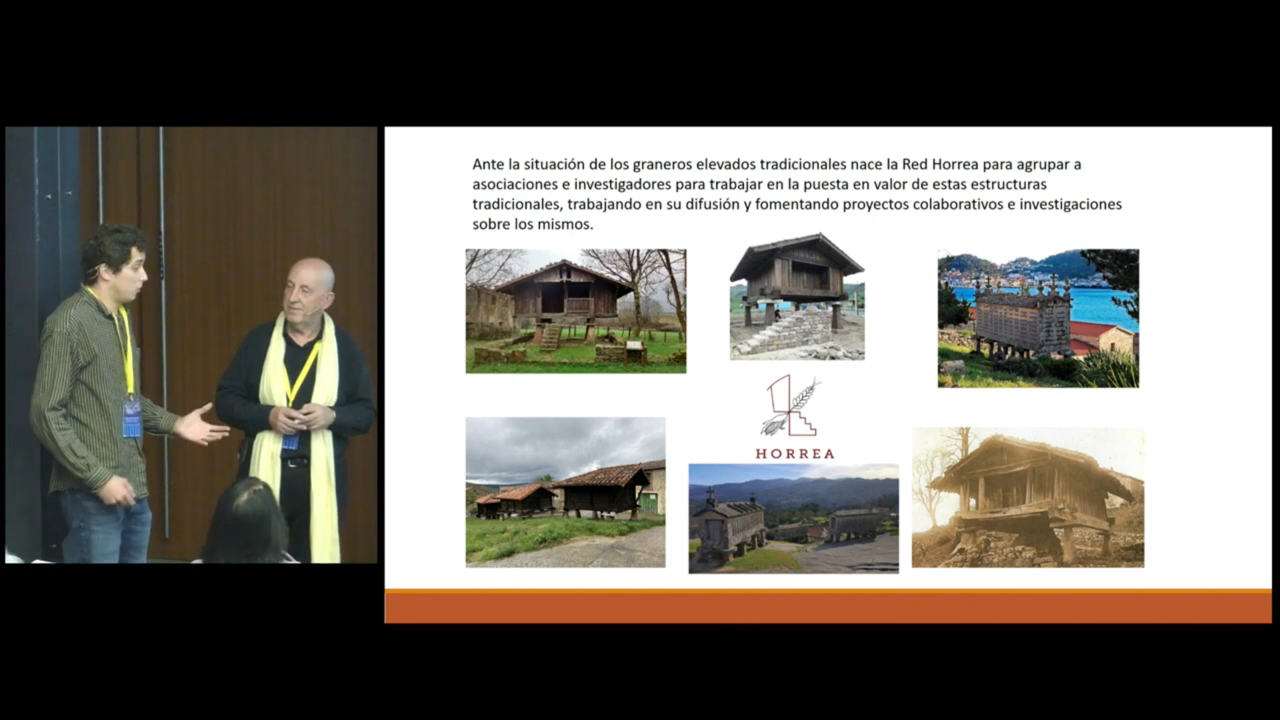 Ante la situación de los graneros elevados tradicionales nace la Red Horrea para agrupar a
asociaciones e investigadores para trabajar en la puesta en valor de estas estructuras
tradicionales, trabajando en su difusión y fomentando proyectos colaborativos e investigaciones
sobre los mismos.
HORREA